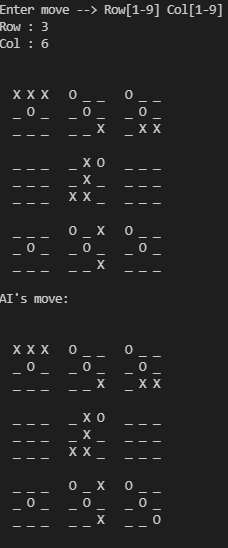 Enter move --> Row[1-9] Col[1-9]
Row : 3
Col : 6
X X X  O _ _  O _ _
_ O _  _ O _  _ O _
_ _ _  _ _ X  _ X X
_ _ _  _ X O  _ _ _
_ _ _  _ X _  _ _ _
_ _ _  X X _  _ _ _
_ _ _  O _ X  O _ _
_ O _  _ O _  _ O _
_ _ _  _ _ X  _ _ _
AI's move:
X X X  O _ _  O _ _
_ O _  _ O _  _ O _
_ _ _  _ _ X  _ X X
_ _ _  _ X O  _ _ _
_ _ _  _ X _  _ _ _
_ _ _  X X _  _ _ _
_ _ _  O _ X  O _ _
_ O _  _ O _  _ O _
_ _ _  _ _ X  _ _ O